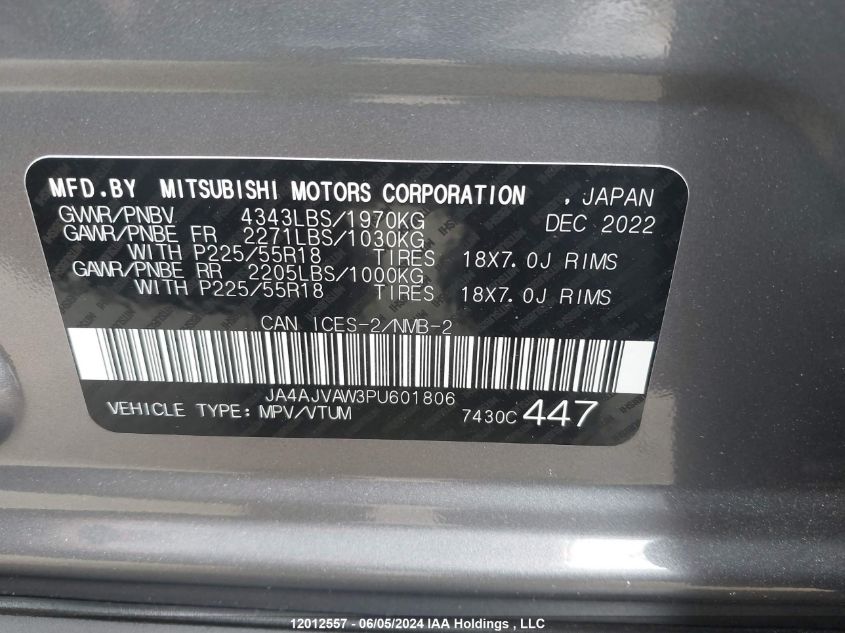 MFD.BY MITSUBISHI MOTORS CORPORATION , JAPAN
GVWR/PNBV 4343LBS/1970KG DEC 2022
GAWR/PNBE FR 2271LBS/1030KG
WITH P225/55R18 TIRES 18X7.0J RIMS
GAWR/PNBE RR 2205LBS/1000KG
WITH P225/55R18 TIRES 18X7.0J RIMS
CAN ICES-2/NMB-2
JA4AJVAW3PU601806
VEHICLE TYPE: MPV/VTUM 7430C 447
12012557 - 06/05/2024 IAA Holdings , LLC